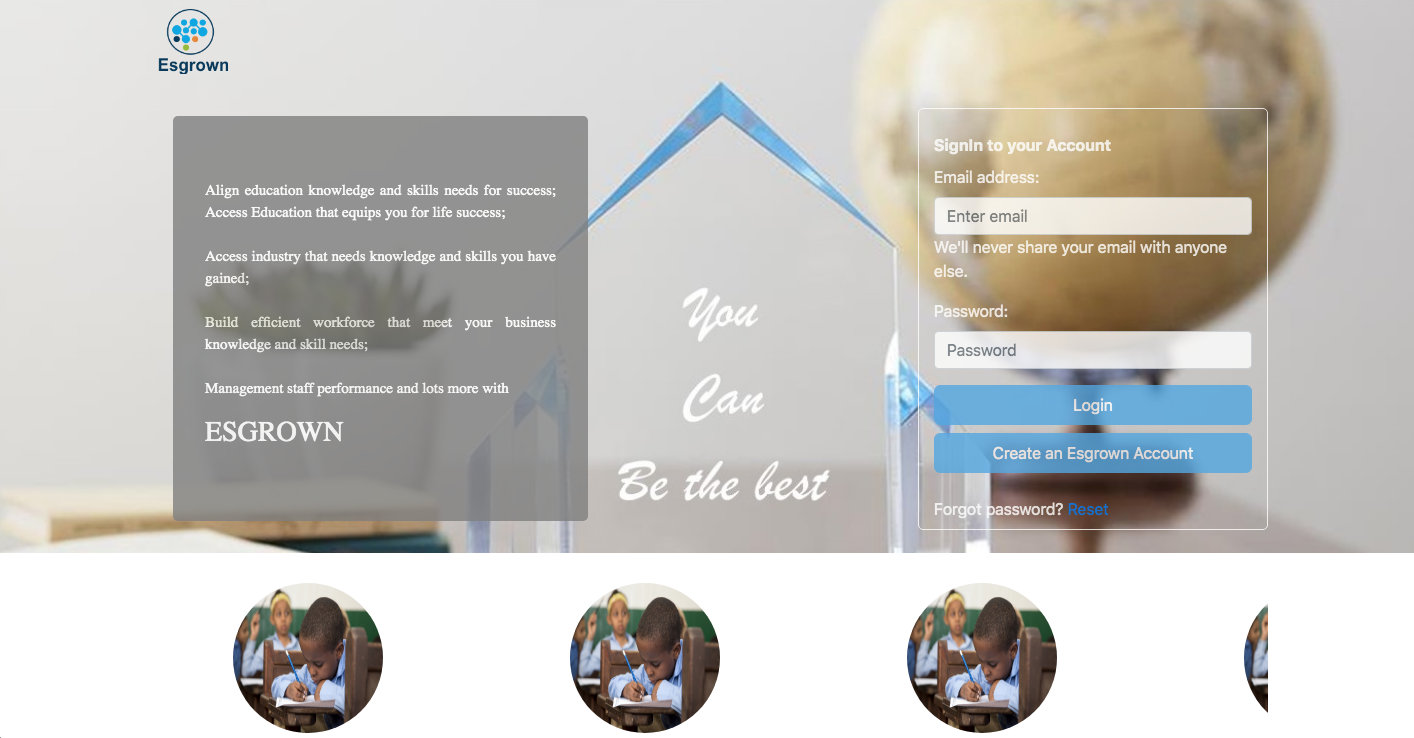 Esgrown
Align education knowledge and skills needs for success;
Access Education that equips you for life success;
Access industry that needs knowledge and skills you have
gained;
Build efficient workforce that meet your business
knowledge and skill needs;
Management staff performance and lots more with
ESGROWN
You
Can
Be the best
SignIn to your Account
Email address:
Enter email
We'll never share your email with anyone
else.
Password:
Password
Login
Create an Esgrown Account
Forgot password? Reset